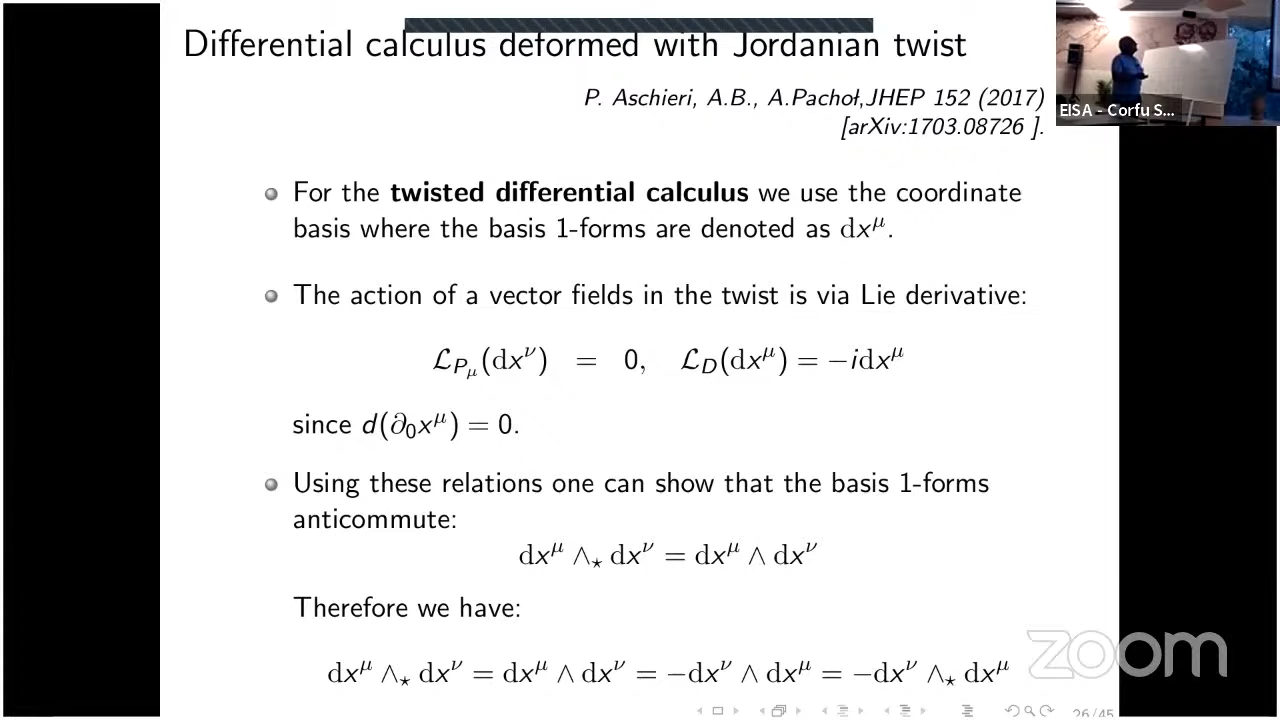 Differential calculus deformed with Jordanian twist
P. Aschieri, A.B., A.Pachoł,JHEP 152 (2017)
[arXiv:1703.08726 ].
EISA - Corfu S...
For the twisted differential calculus we use the coordinate
basis where the basis 1-forms are denoted as dx^μ.
The action of a vector fields in the twist is via Lie derivative:
ℒ_{P_μ}(dx^ν) = 0, ℒ_D(dx^μ) = −idx^μ
since d(∂₀x^μ) = 0.
Using these relations one can show that the basis 1-forms
anticommute:
dx^μ ∧⋆ dx^ν = dx^μ ∧ dx^ν
Therefore we have:
dx^μ ∧⋆ dx^ν = dx^μ ∧ dx^ν = −dx^ν ∧ dx^μ = −dx^ν ∧⋆ dx^μ
zoom
26/45